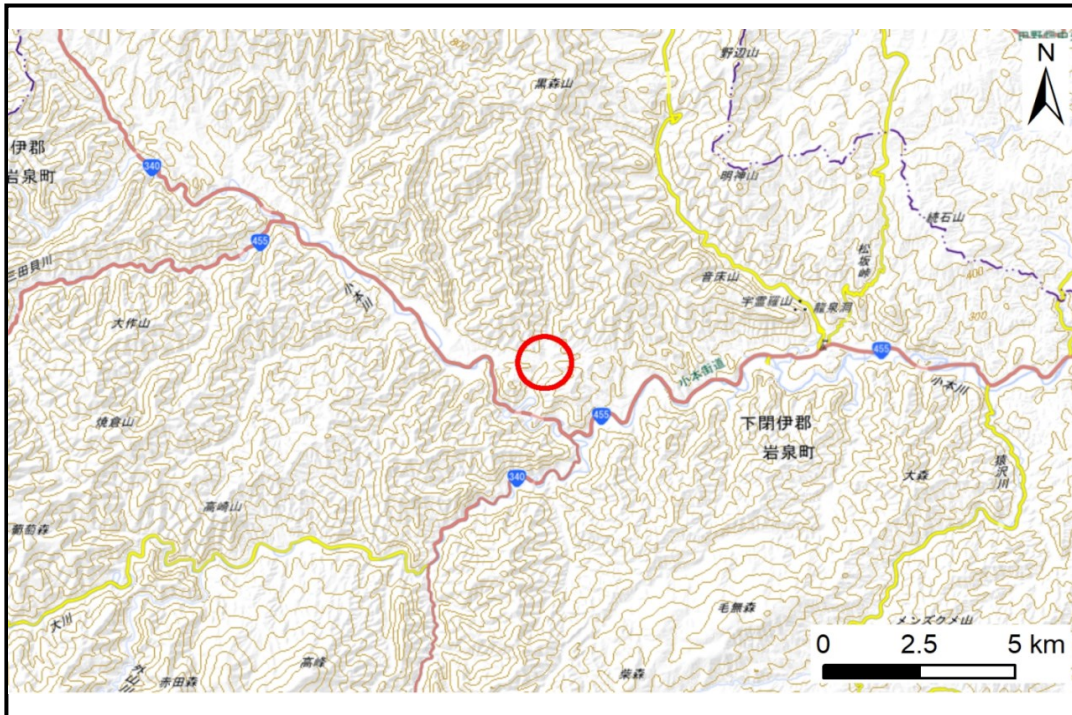 野辺山
N
黒森山
800
伊郡
岩泉町
340
明神山
続石山
455
松坂峠
三田貝川
音床山
400
小本川
宇霊羅山
龍泉洞
300
大作山
455
小本街道
小本川
焼倉山
455
下閉伊郡
岩泉町
猿沢川
大森
340
高崎山
葡萄森
毛無森
メンズクメ山
大川
0 2.5 5 km
高峰
柴森
赤田森